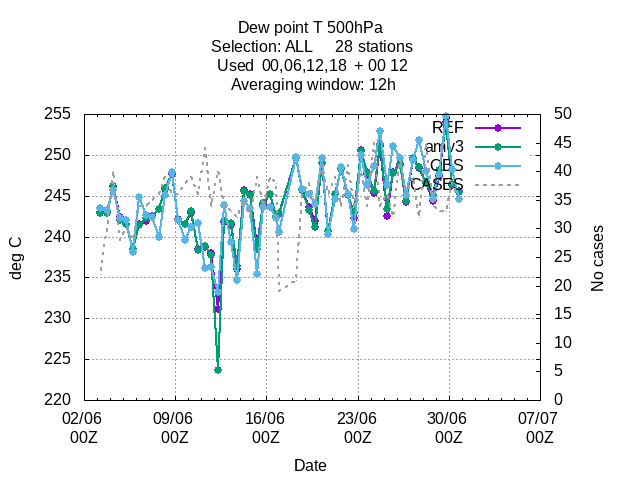 Dew point T 500hPa
Selection: ALL 28 stations
Used 00,06,12,18 + 00 12
Averaging window: 12h
255
250
245
240
235
230
225
220
deg C
50
45
40
35
30
25
20
15
10
5
0
No cases
REF
amv3
OBS
CASES
02/06 09/06 16/06 23/06 30/06 07/07
00Z 00Z 00Z 00Z 00Z 00Z
Date